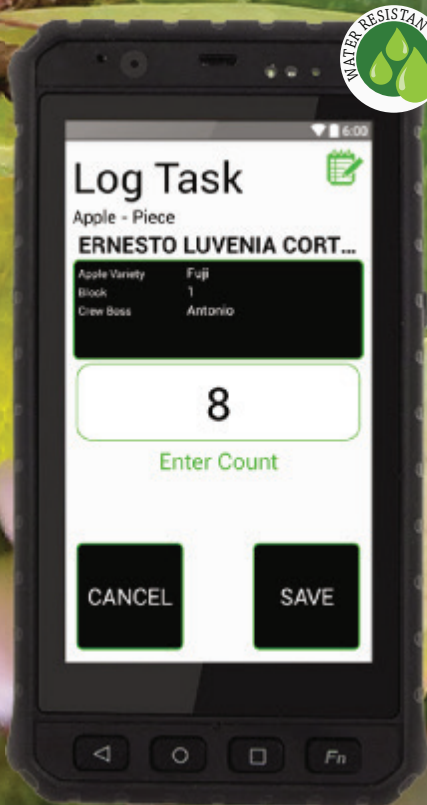 WATER RESISTAN
6:00
Log Task
Apple - Piece
ERNESTO LUVENIA CORT...
Apple Variety Fuji
Block 1
Crew Boss Antonio
8
Enter Count
CANCEL
SAVE
Fn